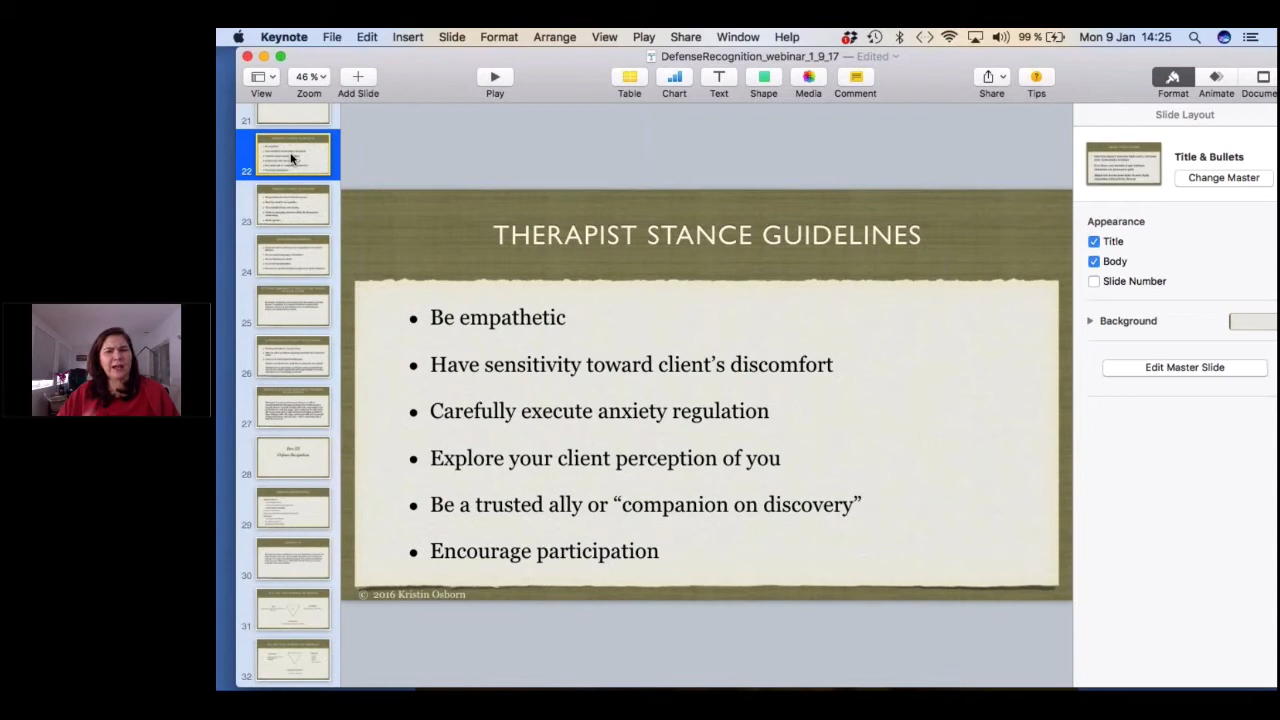 Keynote File Edit Insert Slide Format Arrange View Play Share Window Help 99% Mon 9 Jan 14:25
DefenseRecognition_webinar_1_9_17 — Edited
46%
View Zoom Add Slide Play Table Chart Text Shape Media Comment Share Tips Format Animate Docume
21
22
23
24
25
26
27
28
29
30
31
32
THERAPIST STANCE GUIDELINES
• Be empathetic
• Have sensitivity toward client's discomfort
• Carefully execute anxiety regulation
• Explore your client perception of you
• Be a trusted ally or “companion on discovery”
• Encourage participation
© 2016 Kristin Osborn
Slide Layout
Title & Bullets
Change Master
Appearance
Title
Body
Slide Number
Background
Edit Master Slide